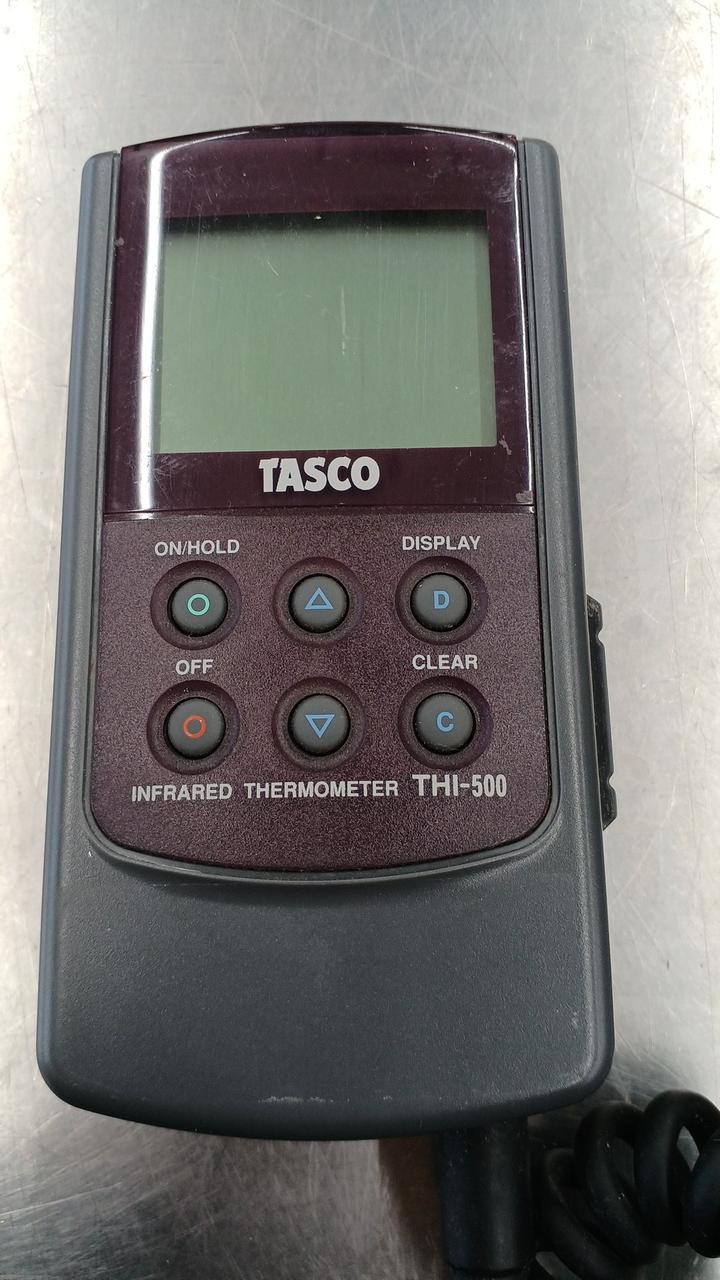 TASCO
ON/HOLD DISPLAY
D
OFF CLEAR
C
INFRARED THERMOMETER THI-500